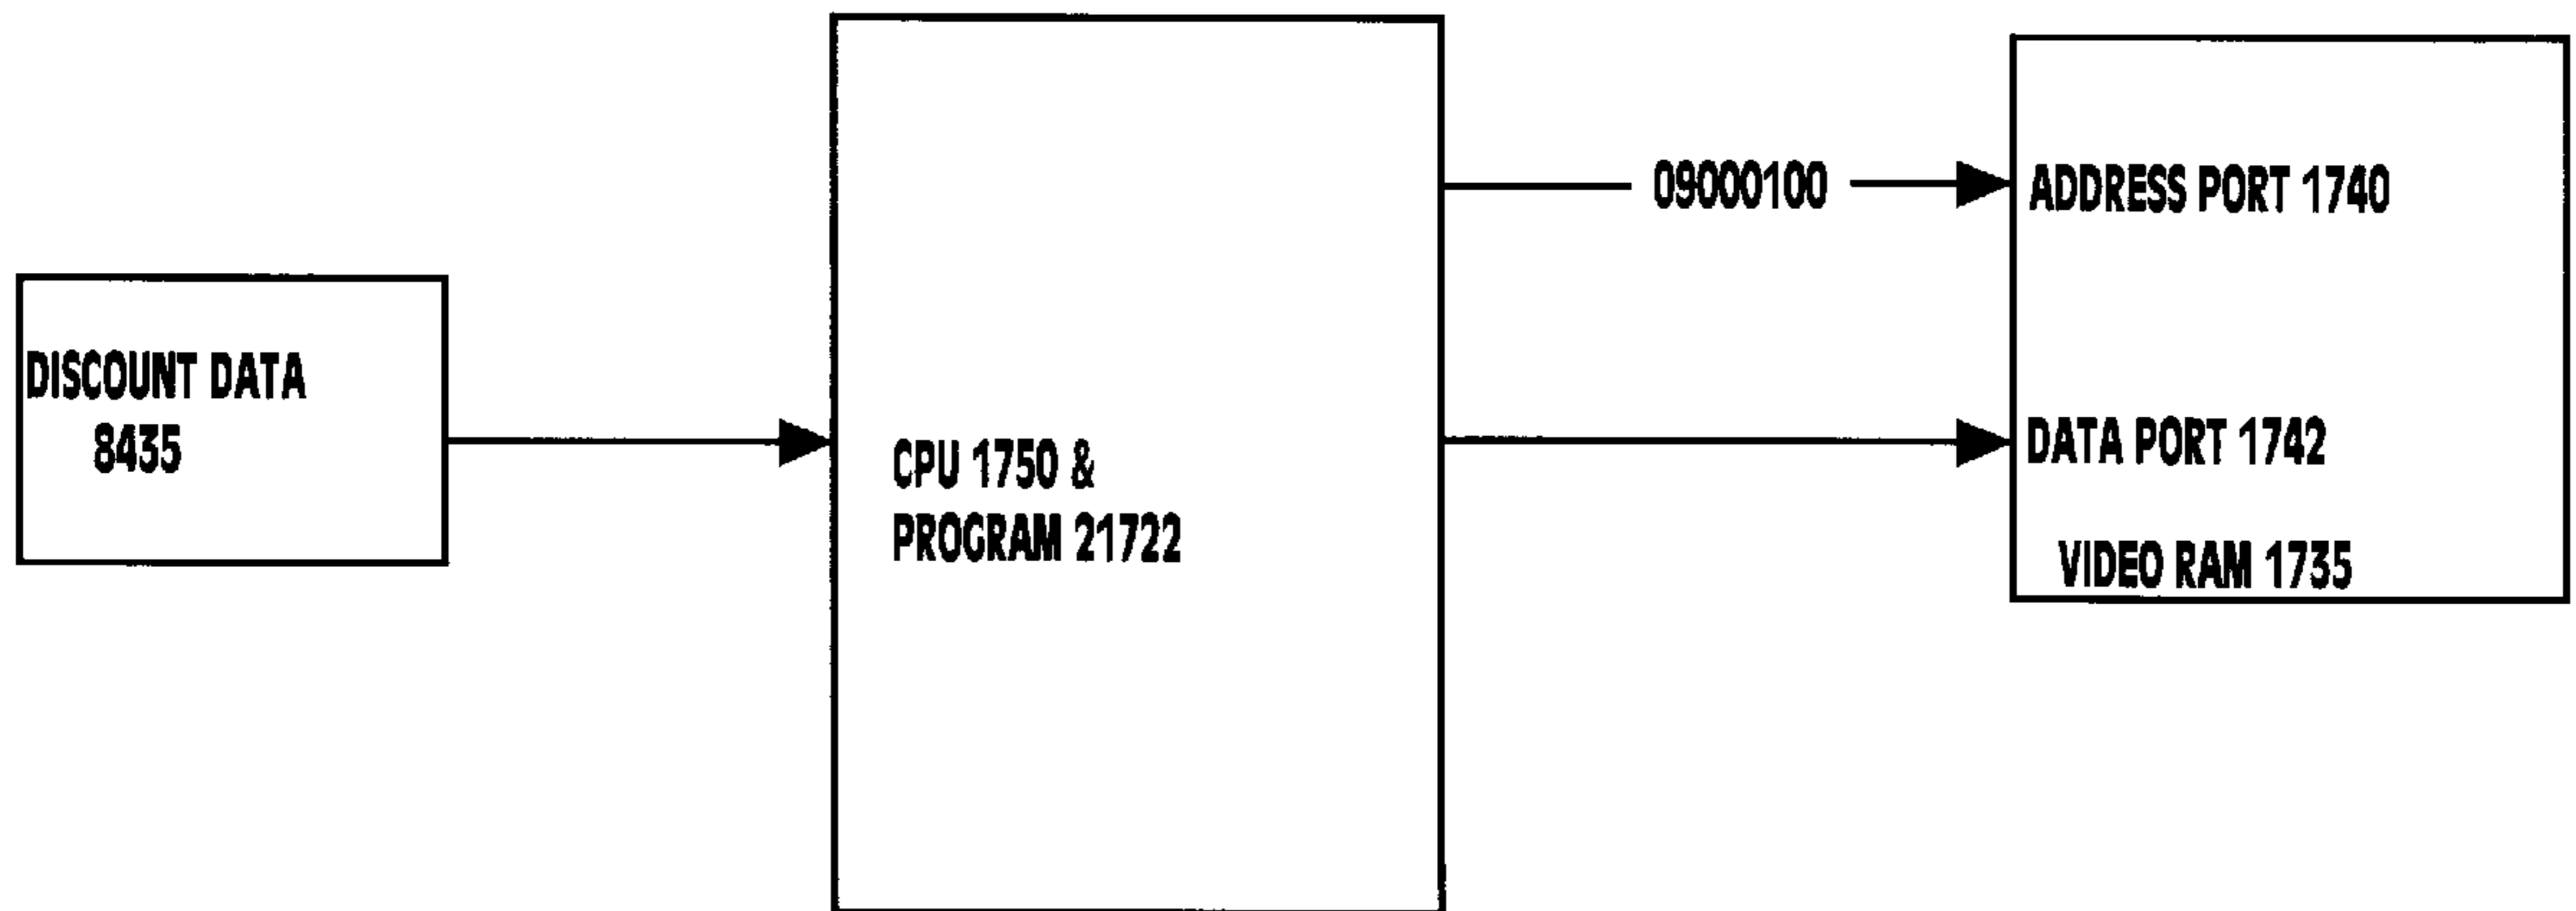 DISCOUNT DATA
8435
CPU 1750 &
PROGRAM 21722
09000100
ADDRESS PORT 1740
DATA PORT 1742
VIDEO RAM 1735